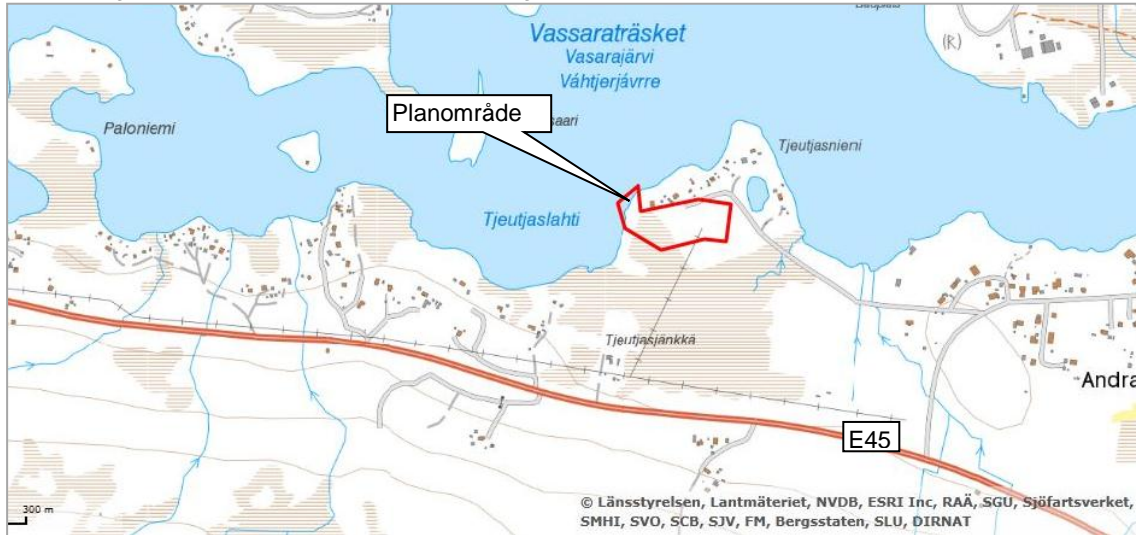 Vassaraträsket
Vasarajärvi
Váhtjerjávrre
(R)
Planområde
saari
Paloniemi
Tjeutjasnieni
Tjeutjaslahti
Tjeutjasjänkkä
Andra
E45
300 m
© Länsstyrelsen, Lantmäteriet, NVDB, ESRI Inc, RAÄ, SGU, Sjöfartsverket,
SMHI, SVO, SCB, SJV, FM, Bergsstaten, SLU, DIRNAT